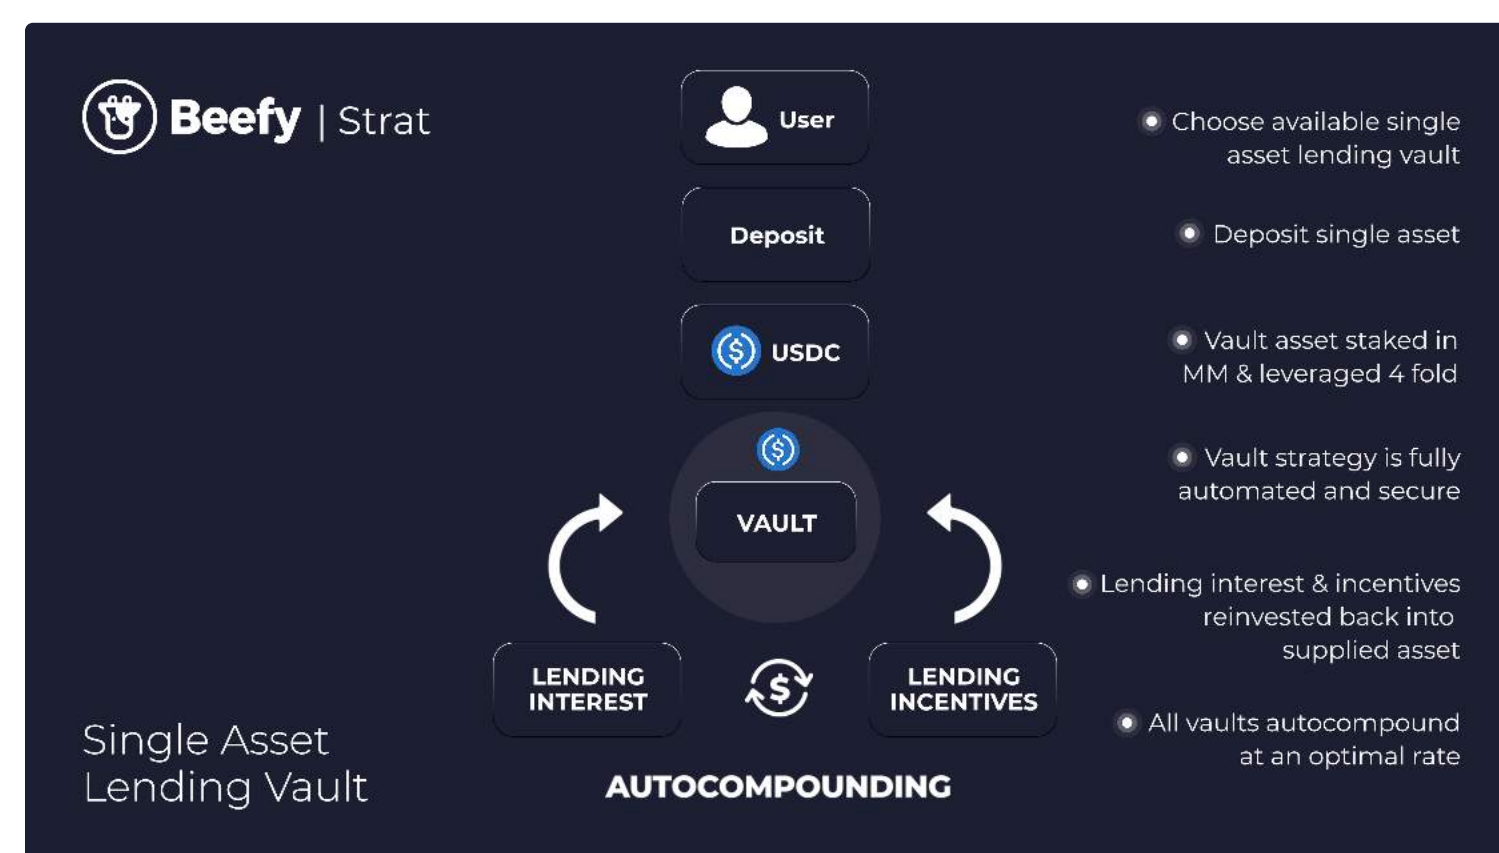 Beefy | Strat
User
Choose available single
asset lending vault
Deposit
Deposit single asset
USDC
Vault asset staked in
MM & leveraged 4 fold
VAULT
Vault strategy is fully
automated and secure
Lending interest & incentives
reinvested back into
supplied asset
LENDING
INTEREST
LENDING
INCENTIVES
All vaults autocompound
at an optimal rate
Single Asset
Lending Vault
AUTOCOMPOUNDING